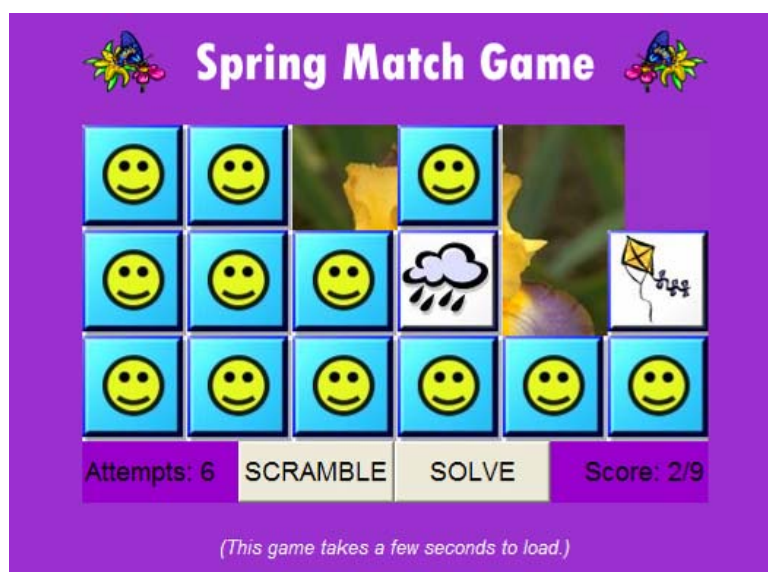 Spring Match Game
Attempts: 6 SCRAMBLE SOLVE Score: 2/9
(This game takes a few seconds to load.)